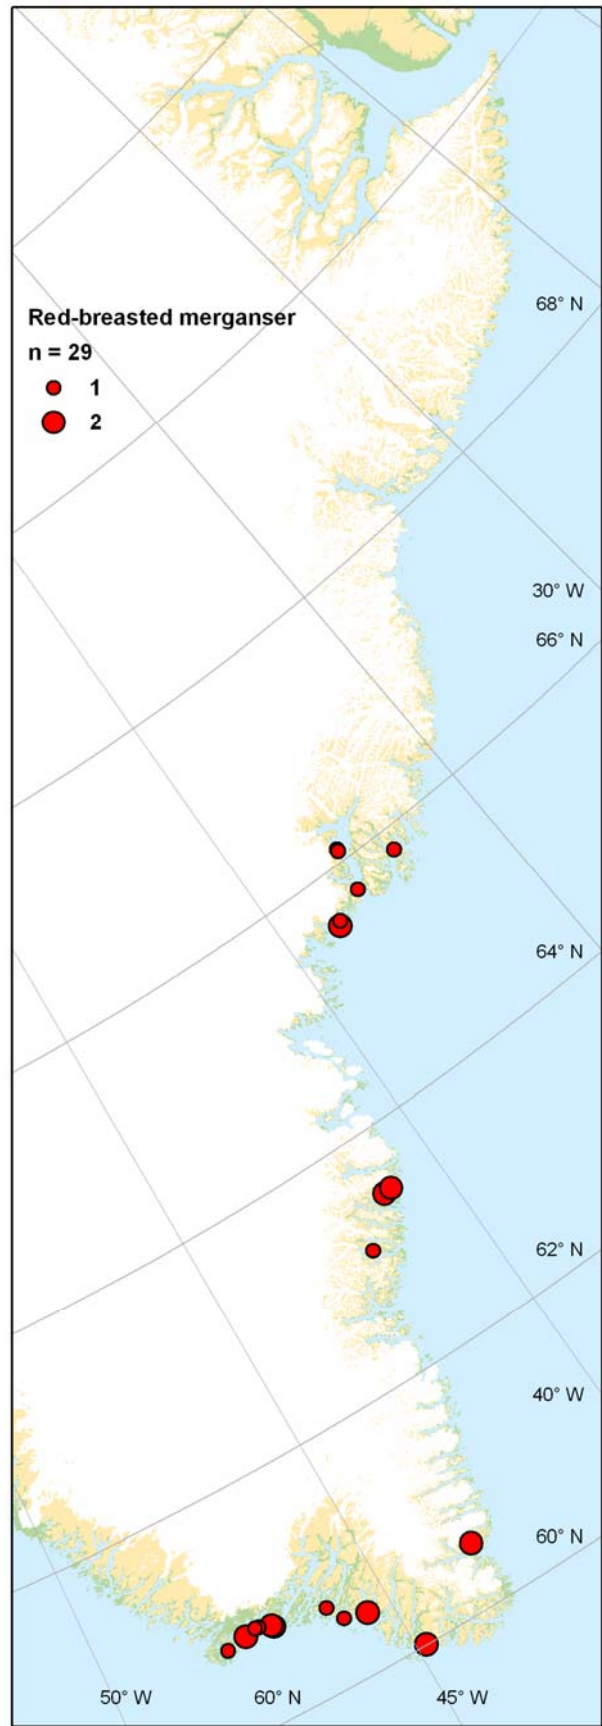 Red-breasted merganser
n = 29
1
2
68° N
30° W
66° N
64° N
62° N
40° W
60° N
50° W
60° N
45° W